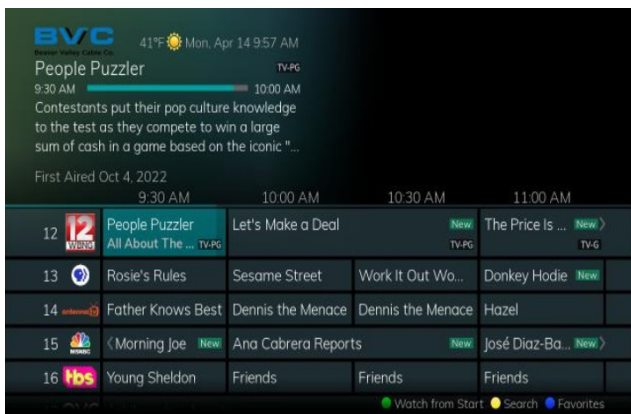 BVC
Beaver Valley Cable Co.
41°F Mon, Apr 14 9:57 AM
People Puzzler TV-PG
9:30 AM 10:00 AM
Contestants put their pop culture knowledge
to the test as they compete to win a large
sum of cash in a game based on the iconic "...
First Aired Oct 4, 2022
9:30 AM 10:00 AM 10:30 AM 11:00 AM
12 12 WBNG People Puzzler Let's Make a Deal New The Price Is ... New
All About The ... TV-PG TV-PG TV-G
13 Rosie's Rules Sesame Street Work It Out Wo... Donkey Hodie New
14 antenna Father Knows Best Dennis the Menace Dennis the Menace Hazel
15 MSNBC Morning Joe New Ana Cabrera Reports New José Diaz-Ba... New
16 tbs Young Sheldon Friends Friends Friends
Watch from Start Search Favorites